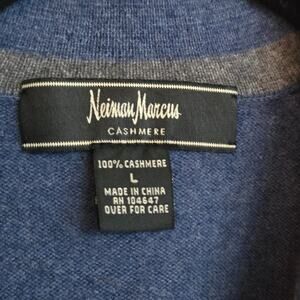 Neiman Marcus
CASHMERE
100% CASHMERE
L
MADE IN CHINA
RN 104647
OVER FOR CARE